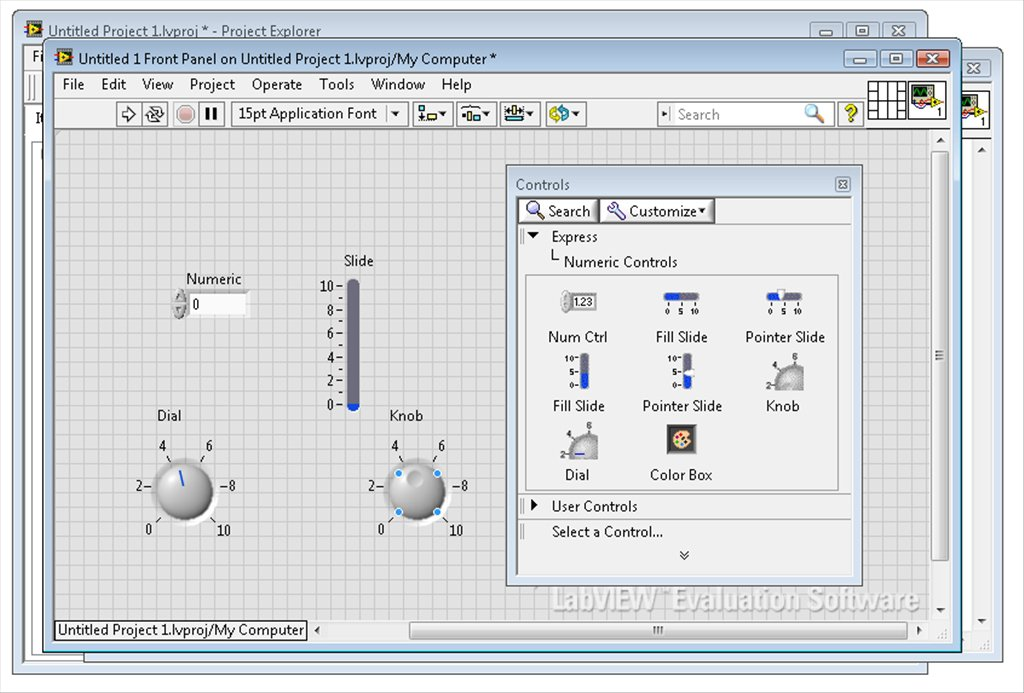 Untitled Project 1.lvproj * - Project Explorer
Untitled 1 Front Panel on Untitled Project 1.lvproj/My Computer *
File Edit View Project Operate Tools Window Help
15pt Application Font
Search
?
1
1
Controls
Search Customize
Express
Numeric Controls
1.23
0 5 10
0 5 10
Num Ctrl Fill Slide Pointer Slide
10-
5-
0-
10-
5-
0-
2 4 6
Fill Slide Pointer Slide Knob
2 4 6
Dial Color Box
User Controls
Select a Control...
Numeric
0
Slide
10
8
6
4
2
0
Dial
4 6
2 8
0 10
Knob
4 6
2 8
0 10
LabVIEW™ Evaluation Software
Untitled Project 1.lvproj/My Computer